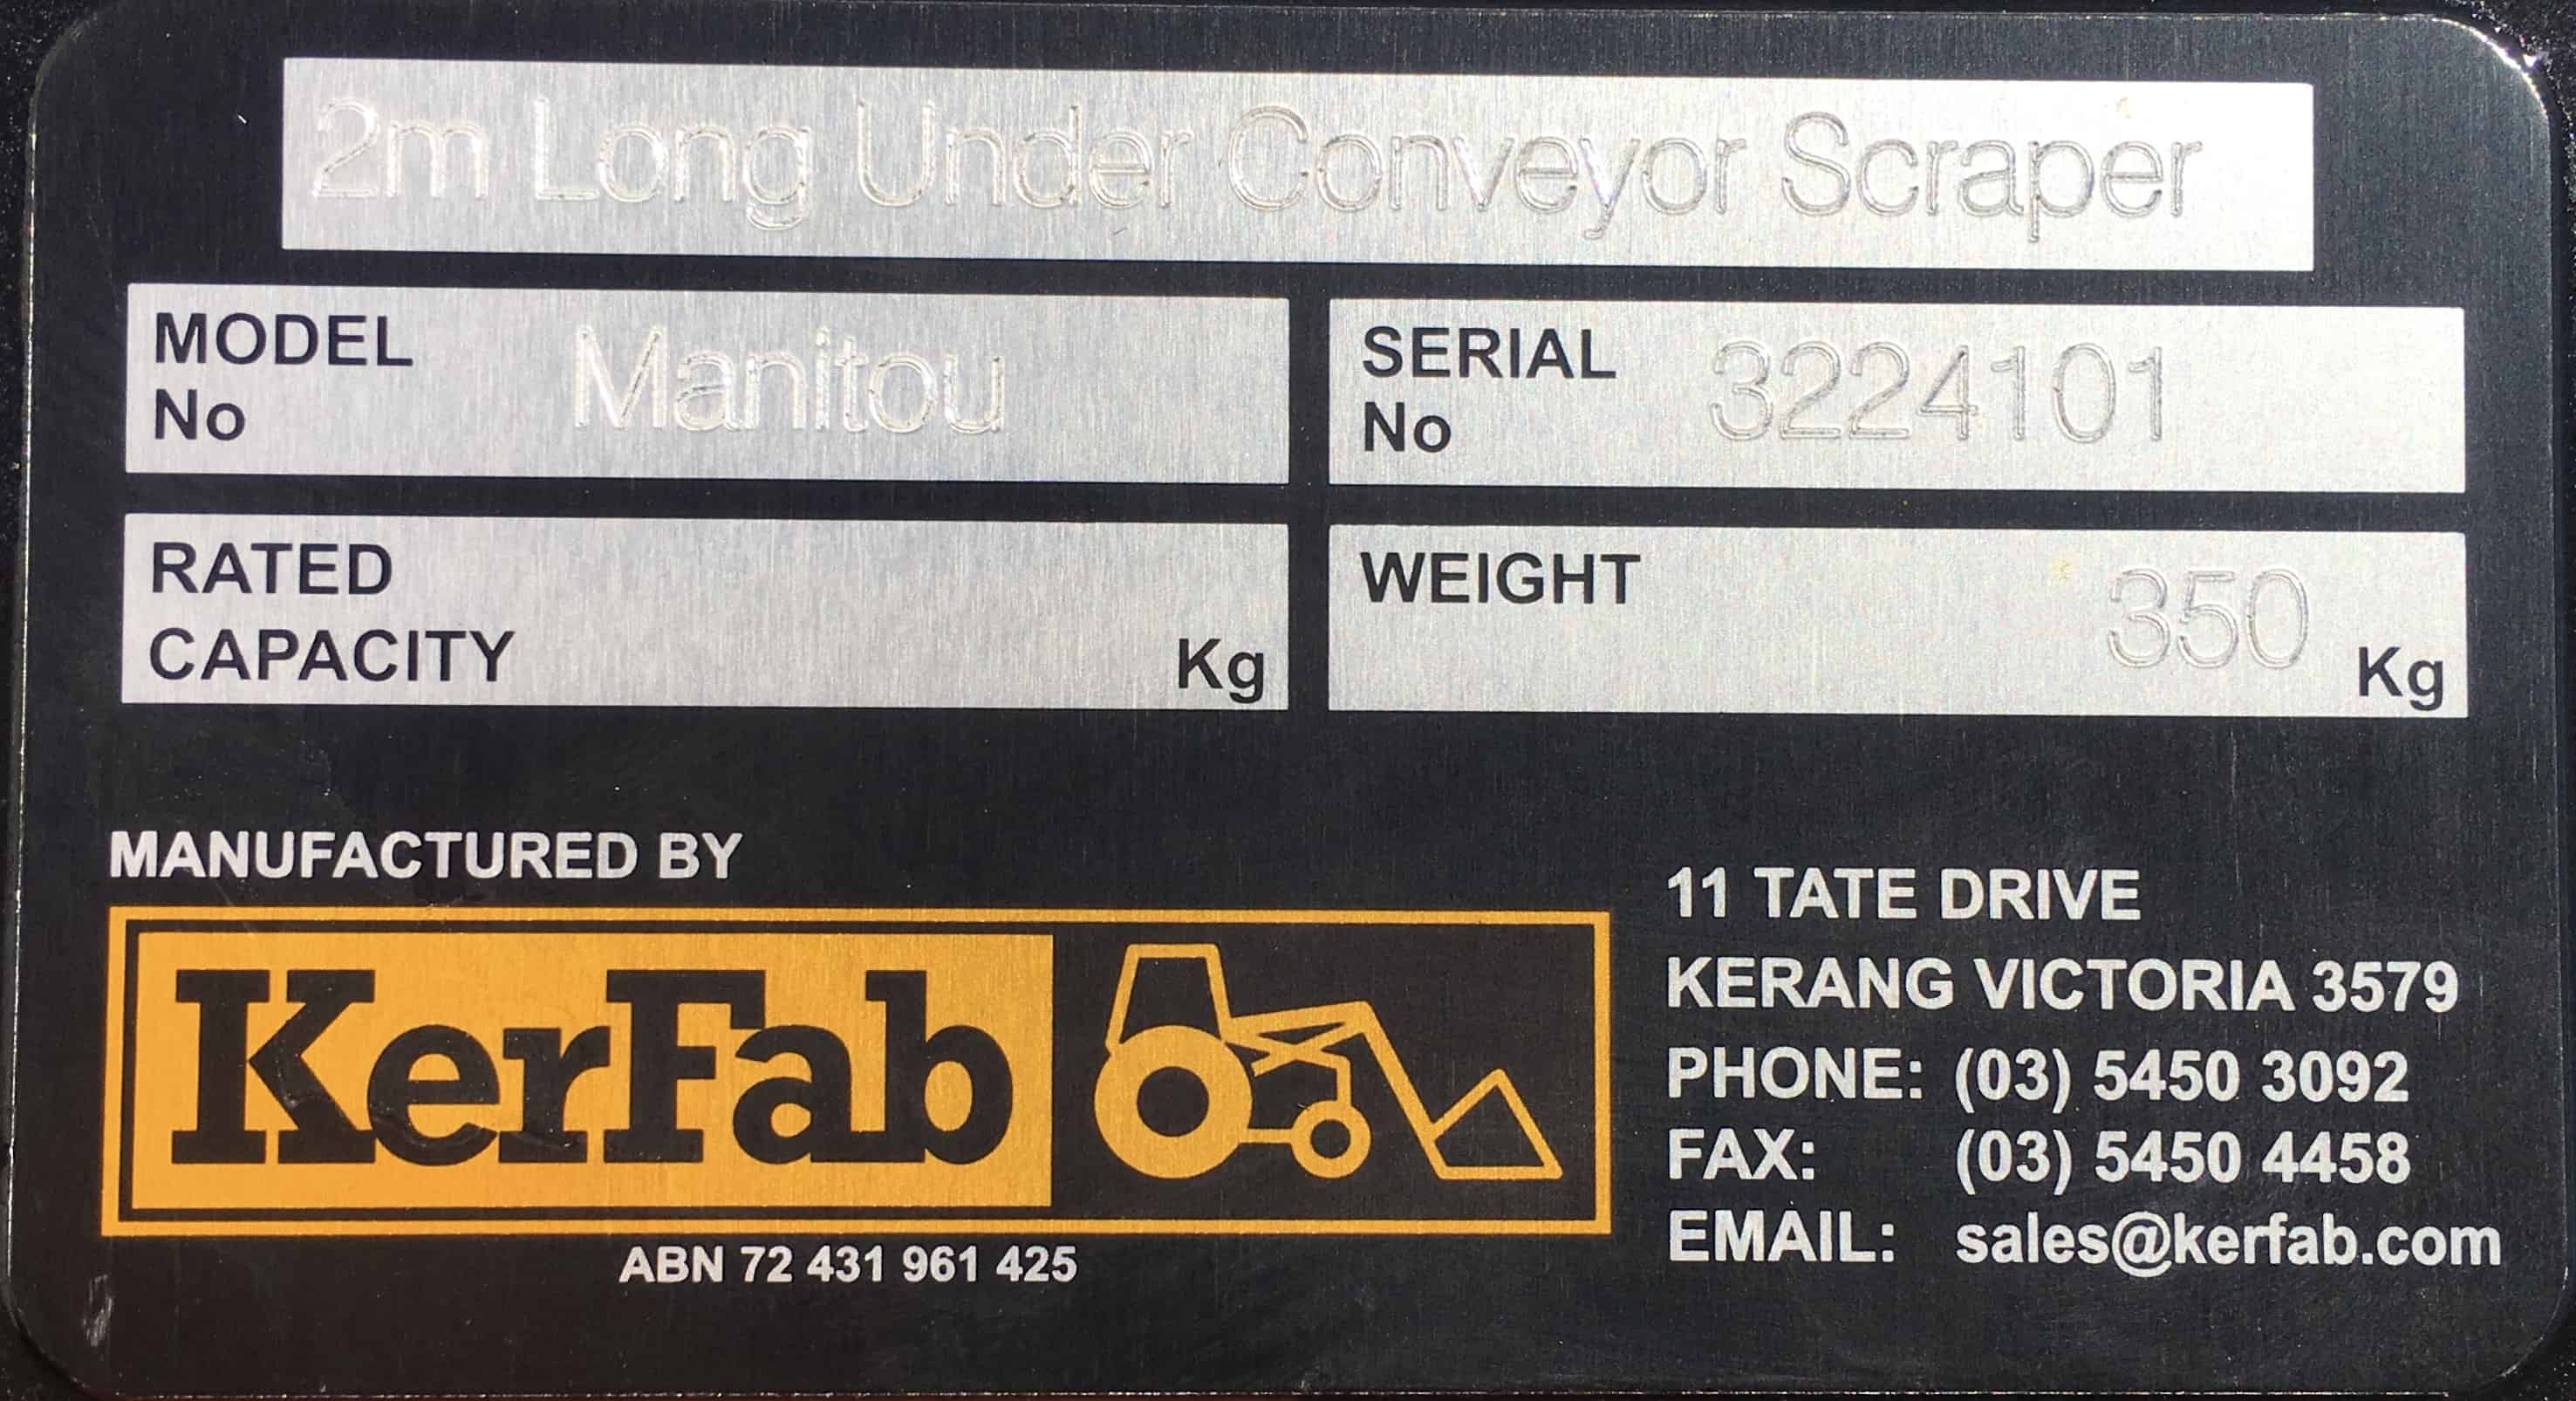 2m Long Under Conveyor Scraper
MODEL No Manitou
SERIAL No 3224101
RATED CAPACITY Kg
WEIGHT 350 Kg
MANUFACTURED BY
KerFab
ABN 72 431 961 425
11 TATE DRIVE
KERANG VICTORIA 3579
PHONE: (03) 5450 3092
FAX: (03) 5450 4458
EMAIL: sales@kerfab.com